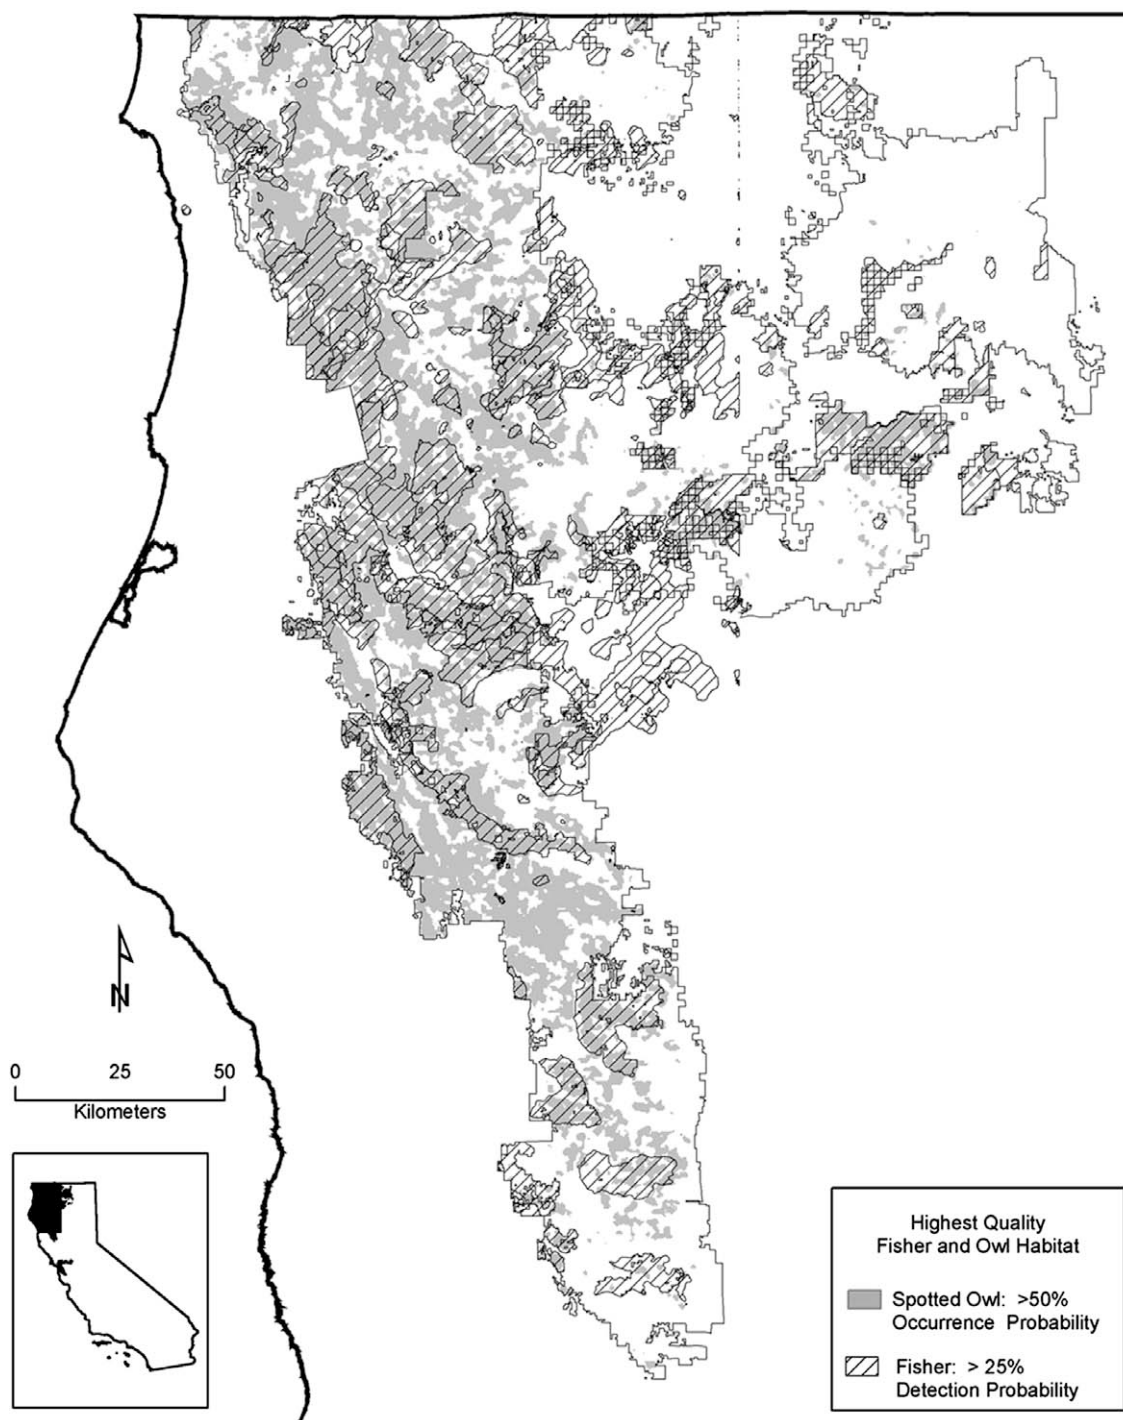 N
0 25 50
Kilometers
Highest Quality
Fisher and Owl Habitat
Spotted Owl: >50%
Occurrence Probability
Fisher: > 25%
Detection Probability